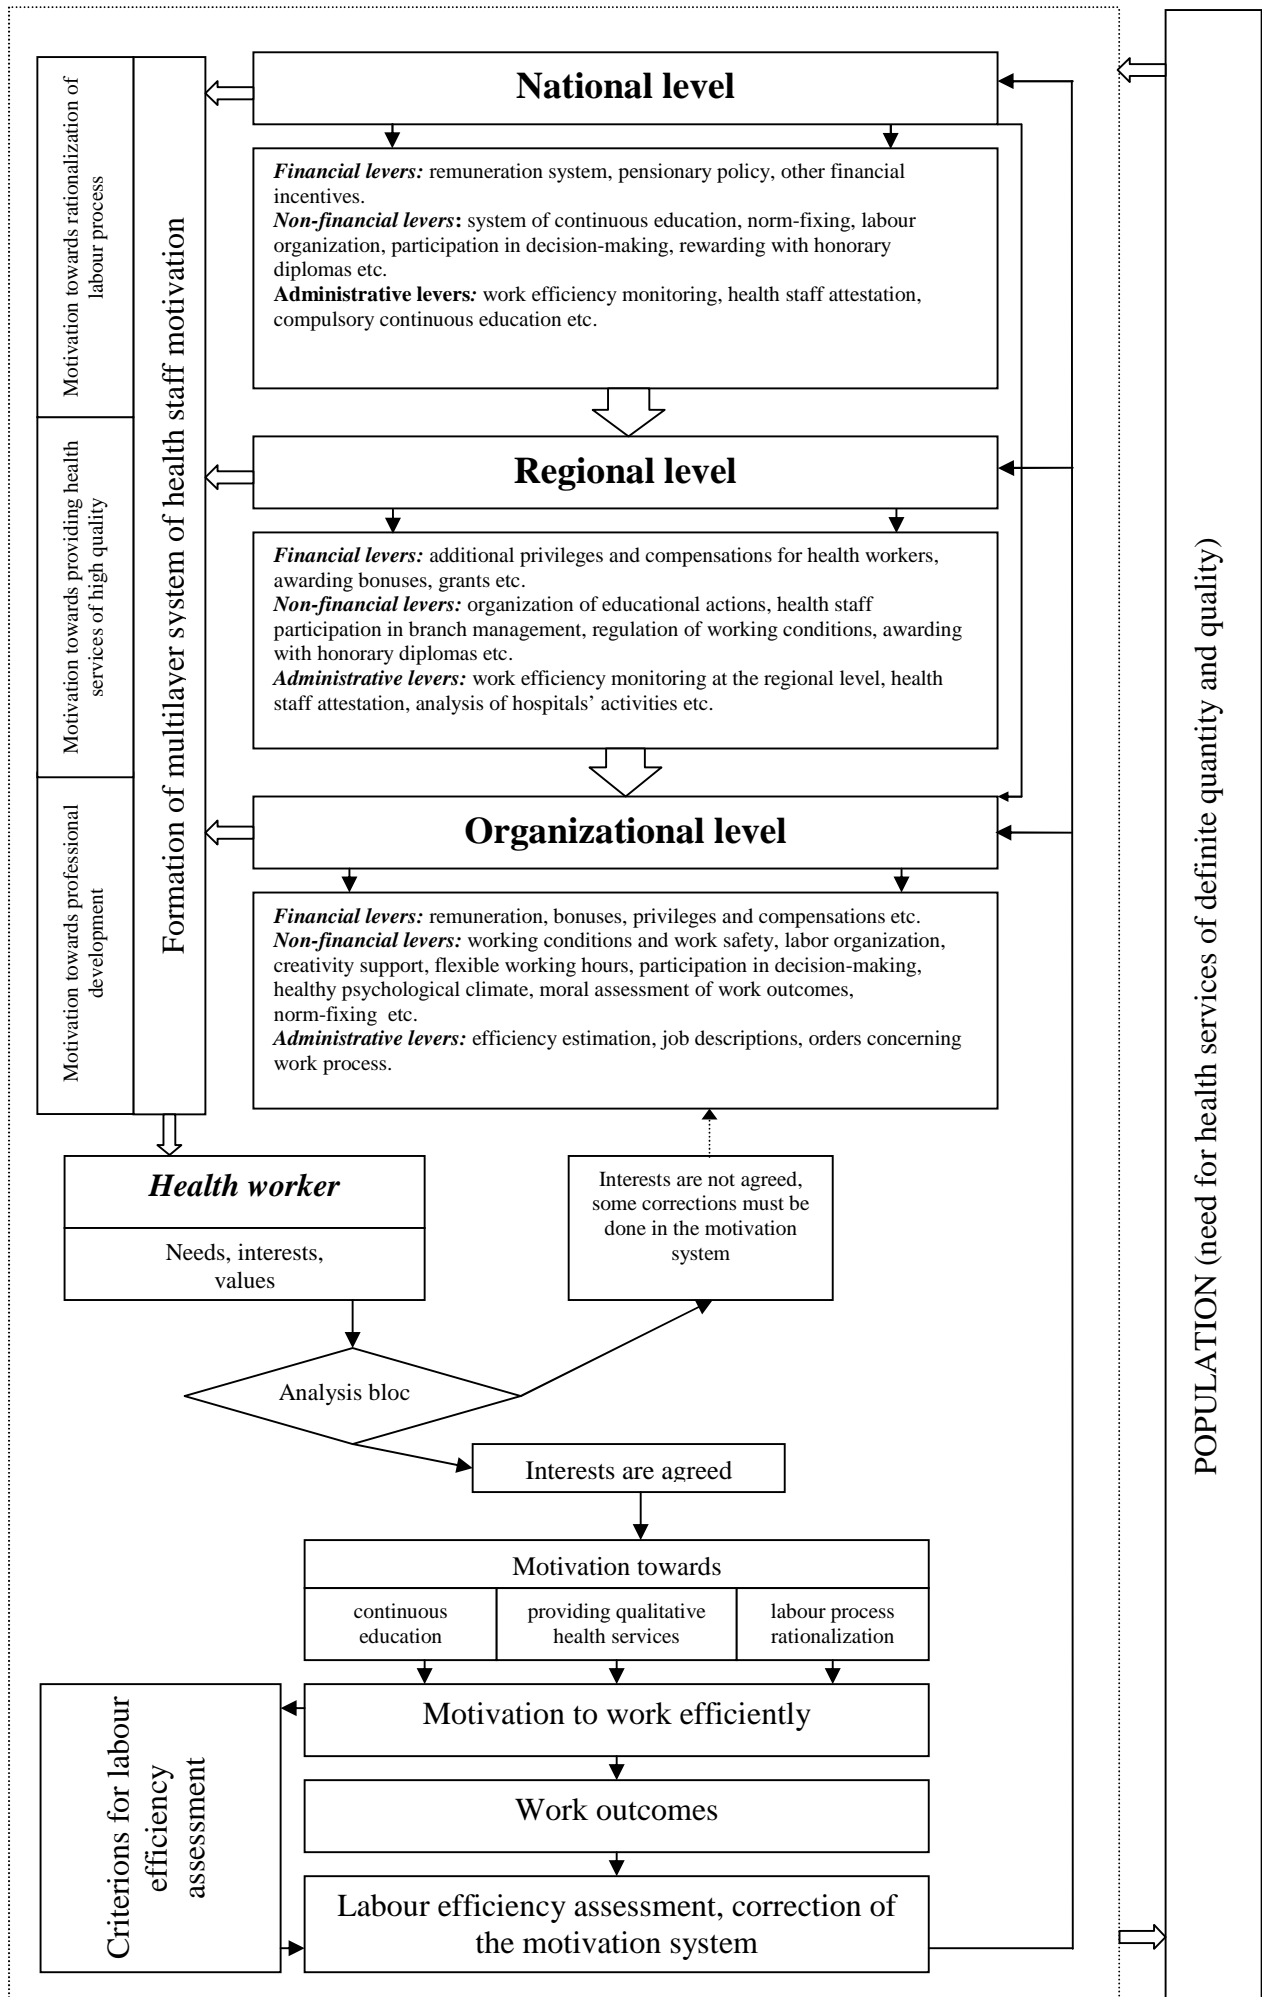 National level
Financial levers: remuneration system, pensionary policy, other financial
incentives.
Non-financial levers: system of continuous education, norm-fixing, labour
organization, participation in decision-making, rewarding with honorary
diplomas etc.
Administrative levers: work efficiency monitoring, health staff attestation,
compulsory continuous education etc.
Regional level
Financial levers: additional privileges and compensations for health workers,
awarding bonuses, grants etc.
Non-financial levers: organization of educational actions, health staff
participation in branch management, regulation of working conditions, awarding
with honorary diplomas etc.
Administrative levers: work efficiency monitoring at the regional level, health
staff attestation, analysis of hospitals’ activities etc.
Organizational level
Financial levers: remuneration, bonuses, privileges and compensations etc.
Non-financial levers: working conditions and work safety, labor organization,
creativity support, flexible working hours, participation in decision-making,
healthy psychological climate, moral assessment of work outcomes,
norm-fixing etc.
Administrative levers: efficiency estimation, job descriptions, orders concerning
work process.
Motivation towards rationalization of
labour process
Motivation towards providing health
services of high quality
Motivation towards professional
development
Formation of multilayer system of health staff motivation
Health worker
Needs, interests,
values
Interests are not agreed,
some corrections must be
done in the motivation
system
Analysis bloc
Interests are agreed
Motivation towards
continuous
education
providing qualitative
health services
labour process
rationalization
Motivation to work efficiently
Work outcomes
Labour efficiency assessment, correction of
the motivation system
Criterions for labour
efficiency
assessment
POPULATION (need for health services of definite quantity and quality)